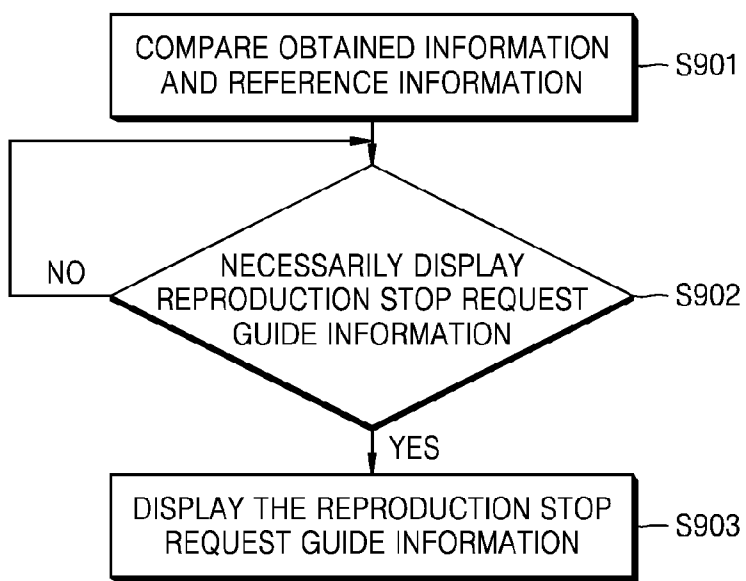 COMPARE OBTAINED INFORMATION
AND REFERENCE INFORMATION
S901
NO
NECESSARILY DISPLAY
REPRODUCTION STOP REQUEST
GUIDE INFORMATION
S902
YES
DISPLAY THE REPRODUCTION STOP
REQUEST GUIDE INFORMATION
S903